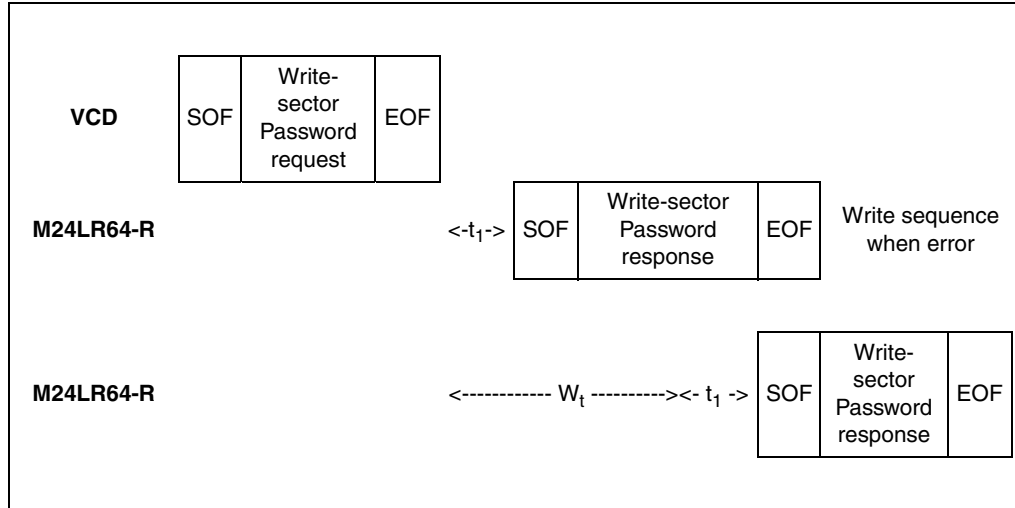 Write-
sector
Password
request
VCD
SOF
EOF
M24LR64-R
<-t1->
SOF
Write-sector
Password
response
EOF
Write sequence
when error
M24LR64-R
<------------ Wt ----------><- t1 ->
SOF
Write-
sector
Password
response
EOF